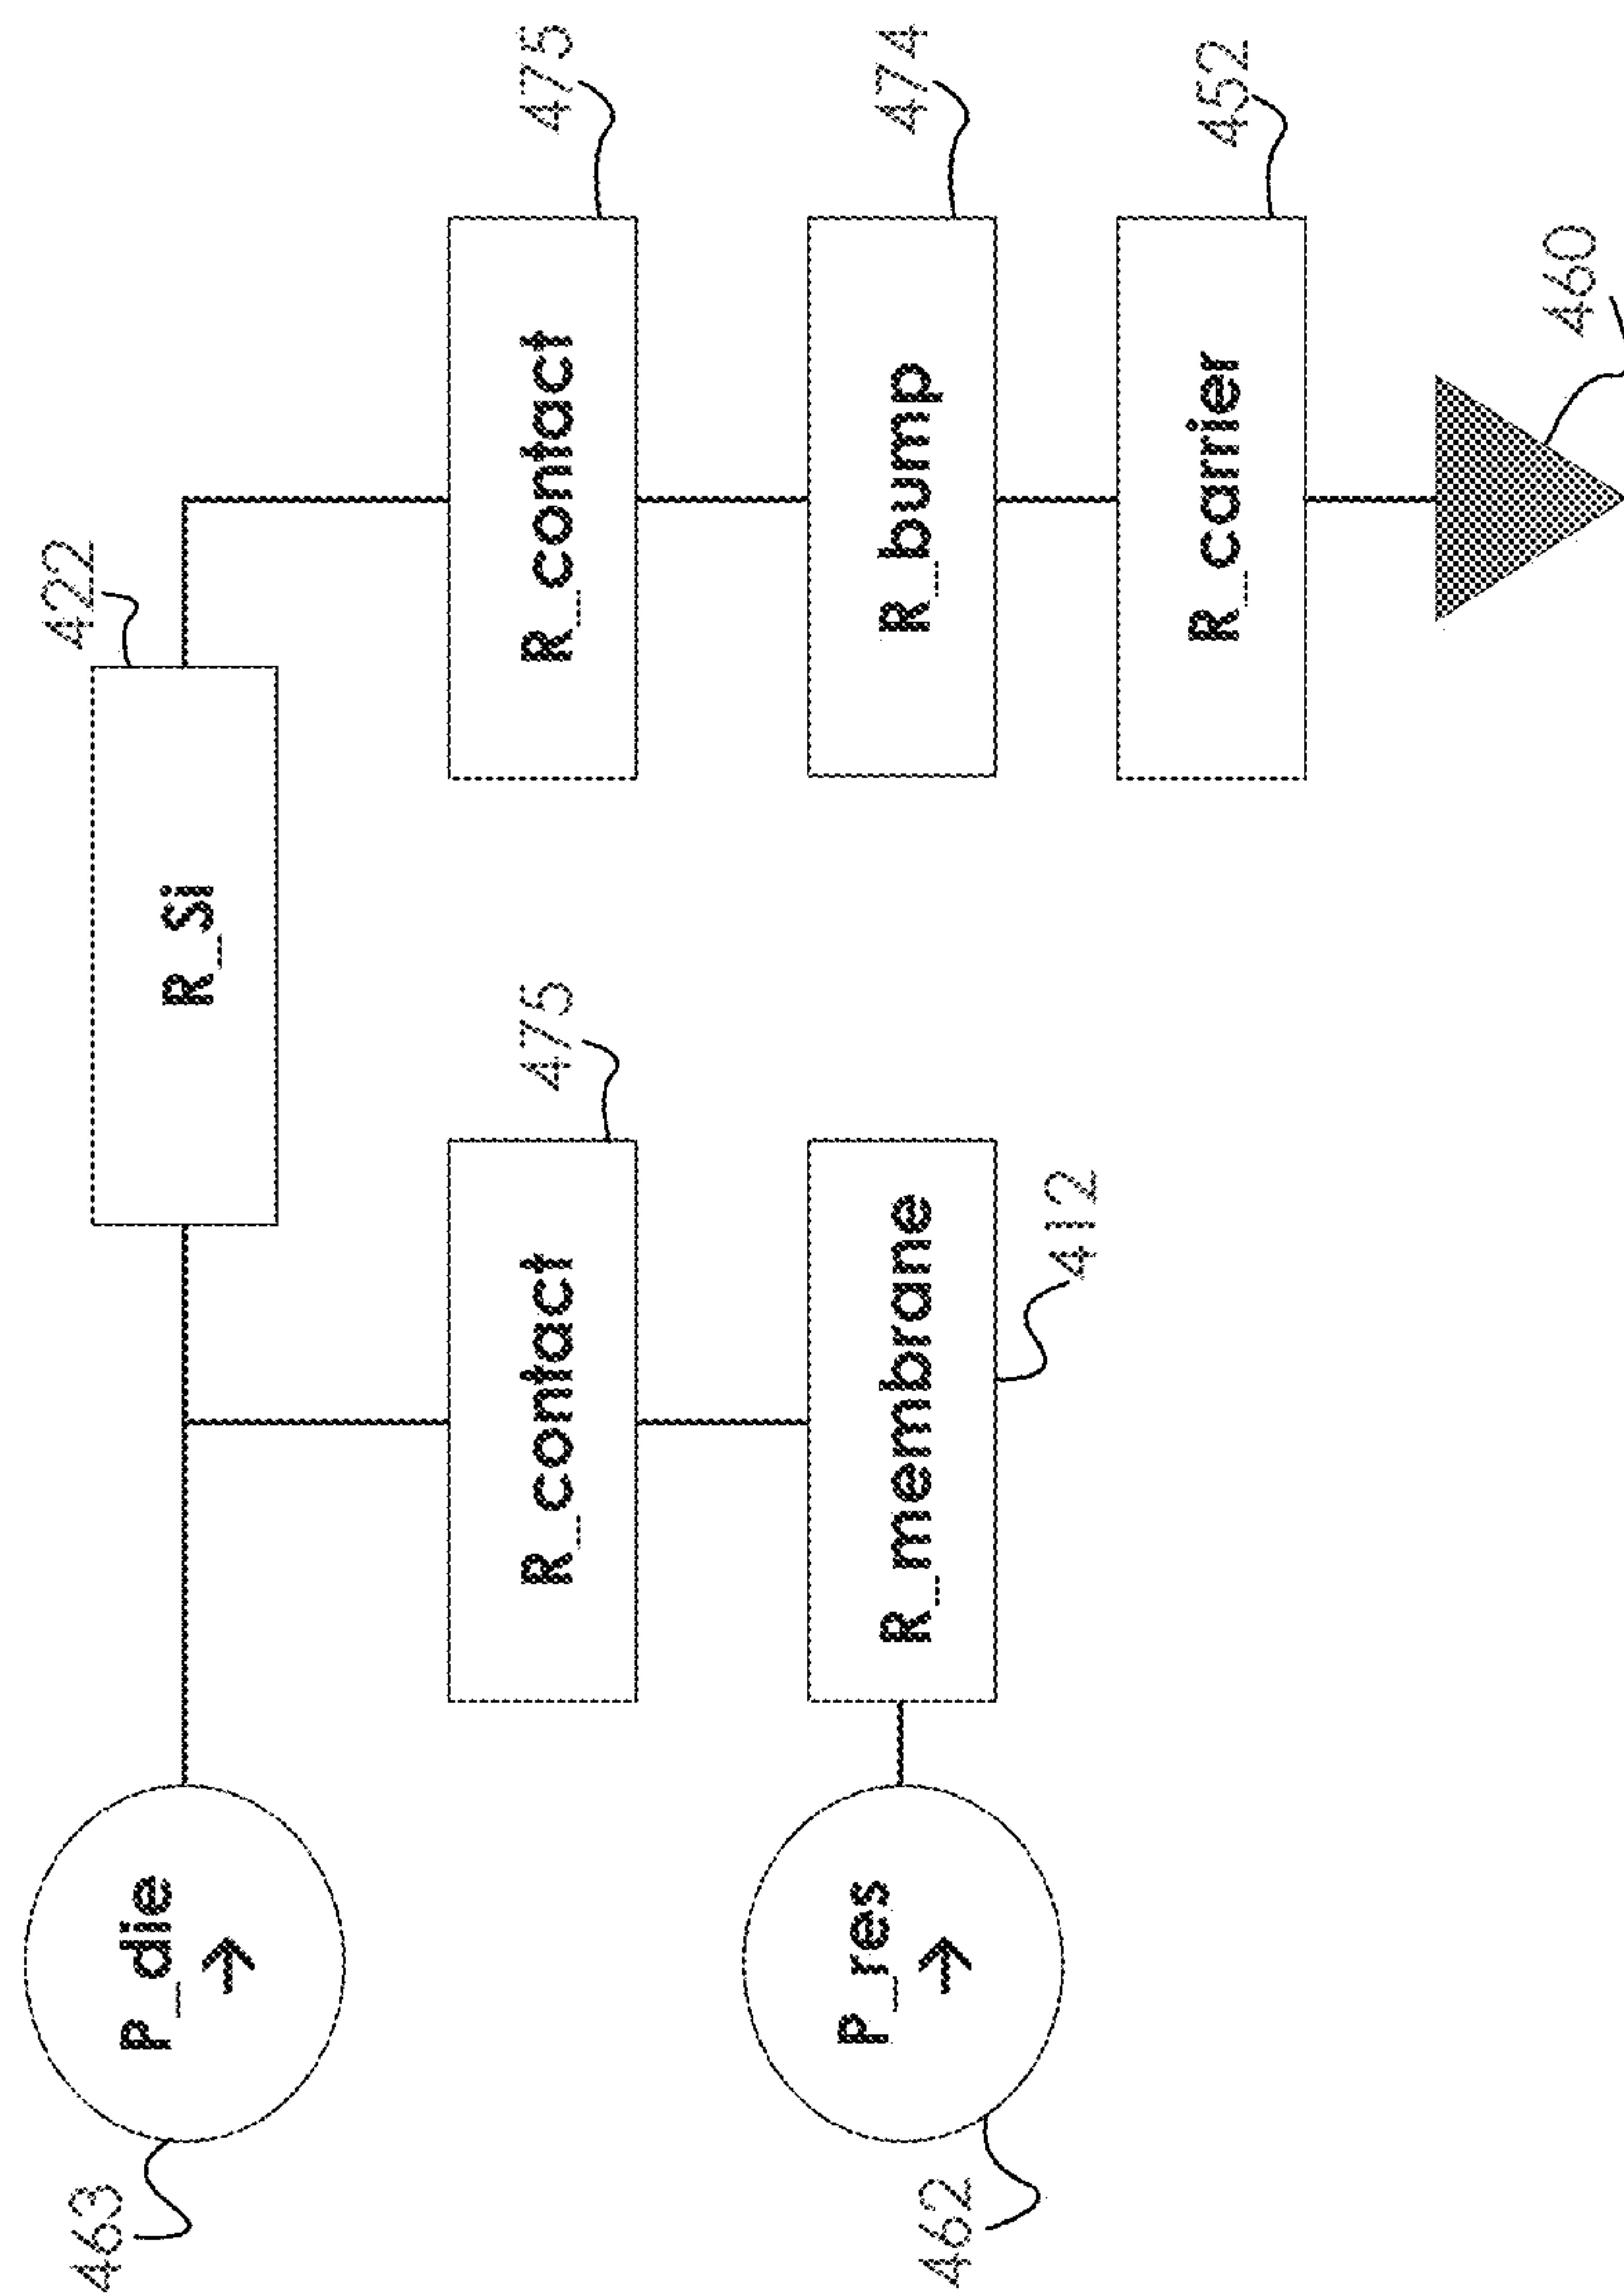 422
463
P_die
R_Si
R_contact
475
R_contact
475
P_res
R_membrane
R_bump
474
462
412
R_carrier
452
460